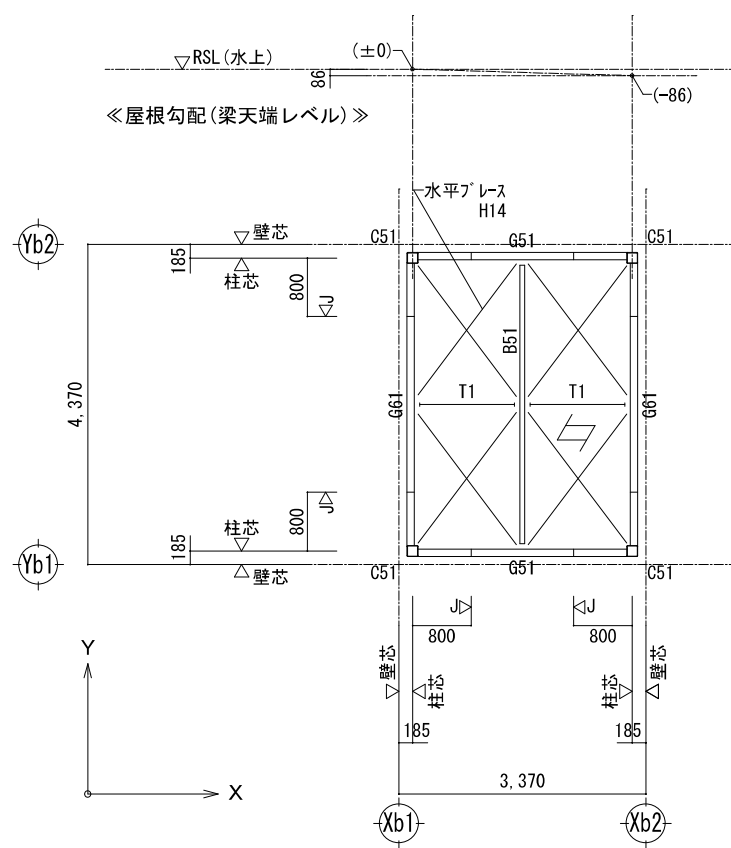 RSL(水上)
(±0)
86
(-86)
≪屋根勾配(梁天端レベル)≫
水平ブレース
H14
Yb2
壁芯
C51
G51
C51
185
柱芯
800
J
B51
4,370
G61
T1
T1
G61
J
柱芯
800
185
Yb1
壁芯
C51
G51
C51
J
J
800
800
壁芯
柱芯
柱芯
壁芯
185
185
Y
X
3,370
Xb1
Xb2